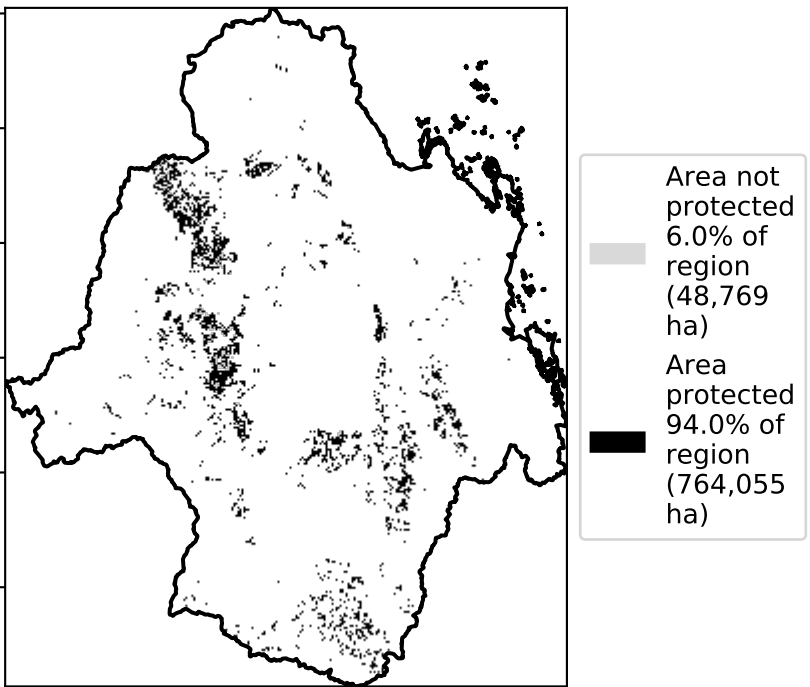 Area not
protected
6.0% of
region
(48,769
ha)
Area
protected
94.0% of
region
(764,055
ha)